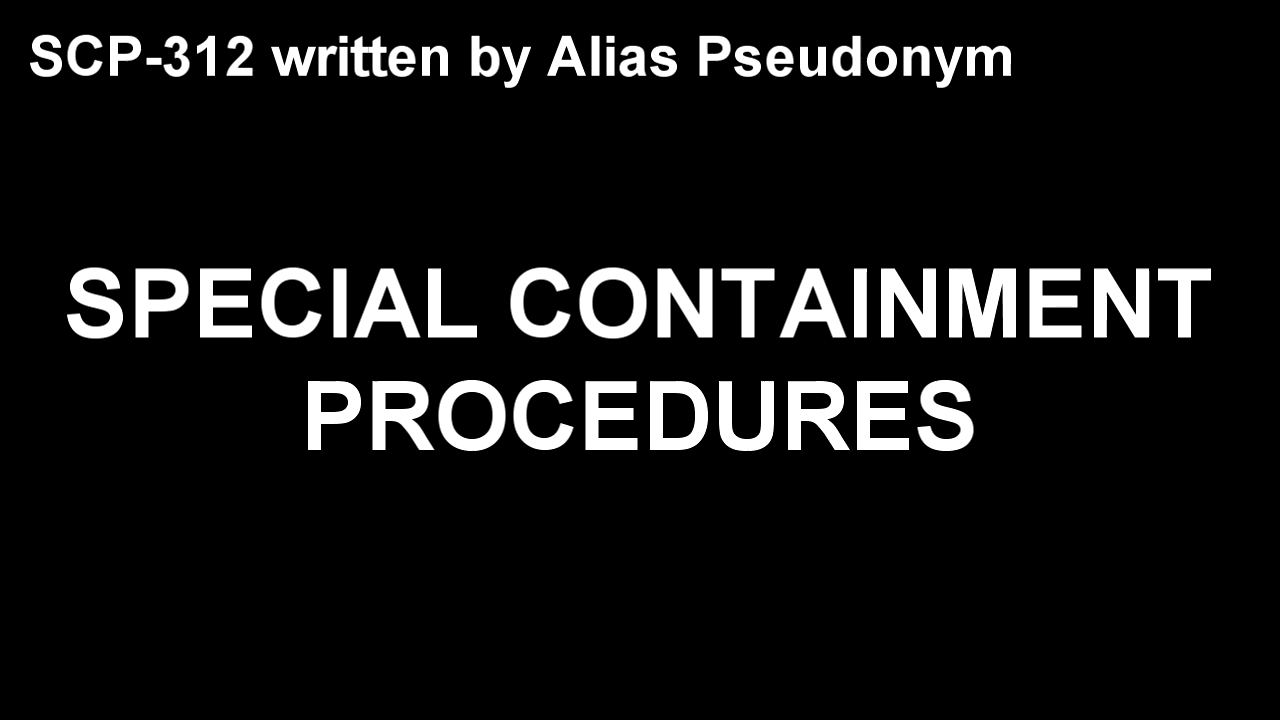 SCP-312 written by Alias Pseudonym
SPECIAL CONTAINMENT
PROCEDURES